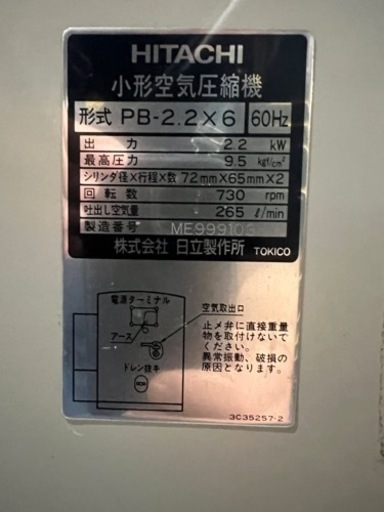 HITACHI
小形空気圧縮機
形式 PB-2.2×6 60Hz
出力 2.2 kW
最高圧力 9.5 kgf/cm²
シリンダ径×行程×数 72mm×65mm×2
回転数 730 rpm
吐出し空気量 265 ℓ/min
製造番号 ME999103
株式会社 日立製作所 TOKICO
電源ターミナル
アース
ドレン抜キ
空気取出口
止メ弁に直接重量
物を取付けないで
ください。
異常振動、破損の
原因となります。
3C35257-2